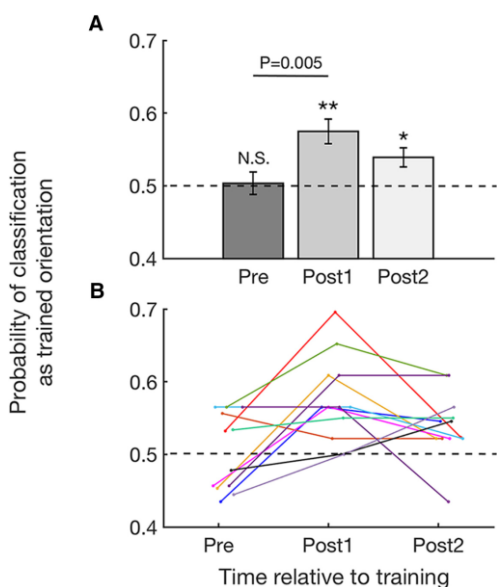 A
Probability of classification
as trained orientation
0.7
0.6
0.5
0.4
P=0.005
N.S.
**
*
Pre Post1 Post2
B
0.7
0.6
0.5
0.4
Pre Post1 Post2
Time relative to training